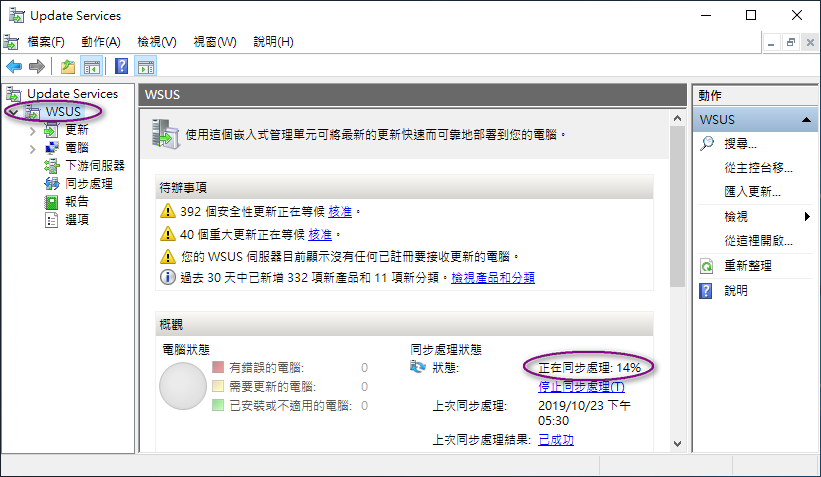 Update Services
檔案(F) 動作(A) 檢視(V) 視窗(W) 說明(H)
Update Services
WSUS
更新
電腦
下游伺服器
同步處理
報告
選項
WSUS
使用這個嵌入式管理單元可將最新的更新快速而可靠地部署到您的電腦。
待辦事項
392 個安全性更新正在等候 核准。
40 個重大更新正在等候 核准。
您的 WSUS 伺服器目前顯示沒有任何已註冊要接收更新的電腦。
過去 30 天中已新增 332 項新產品和 11 項新分類。檢視產品和分類
概觀
電腦狀態
有錯誤的電腦: 0
需要更新的電腦: 0
已安裝或不適用的電腦: 0
同步處理狀態
狀態: 正在同步處理: 14%
停止同步處理(T)
上次同步處理: 2019/10/23 下午
05:30
上次同步處理結果: 已成功
動作
WSUS
搜尋...
從主控台移...
匯入更新...
檢視
從這裡開啟...
重新整理
說明